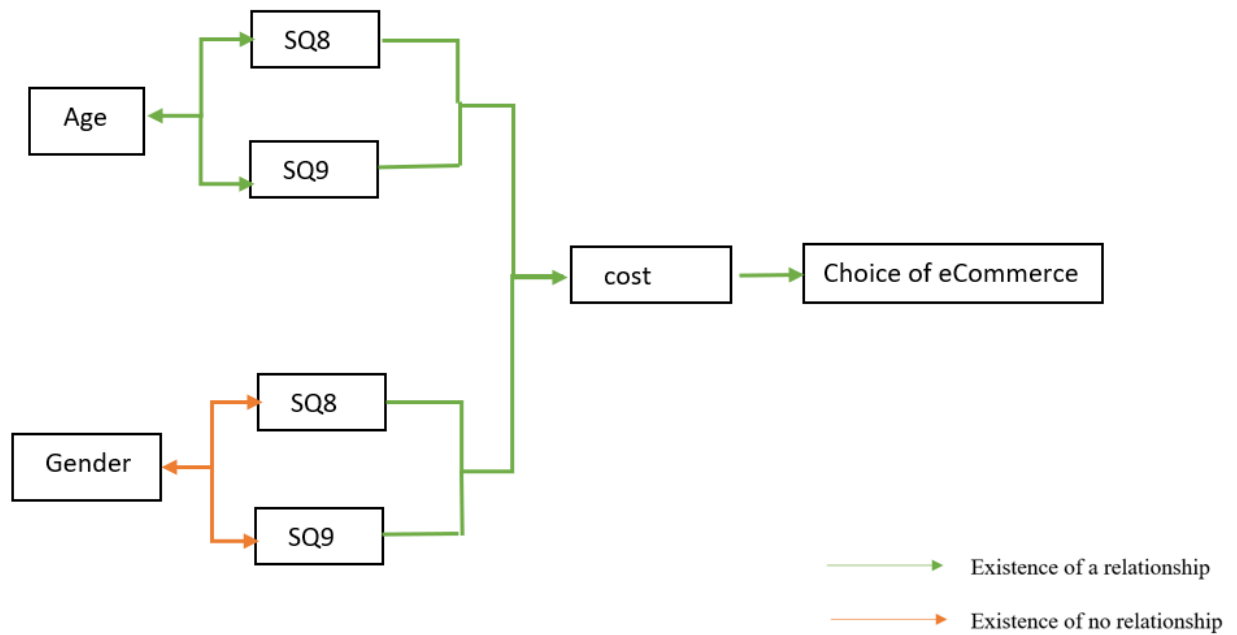 SQ8
Age
SQ9
cost
Choice of eCommerce
SQ8
Gender
SQ9
Existence of a relationship
Existence of no relationship